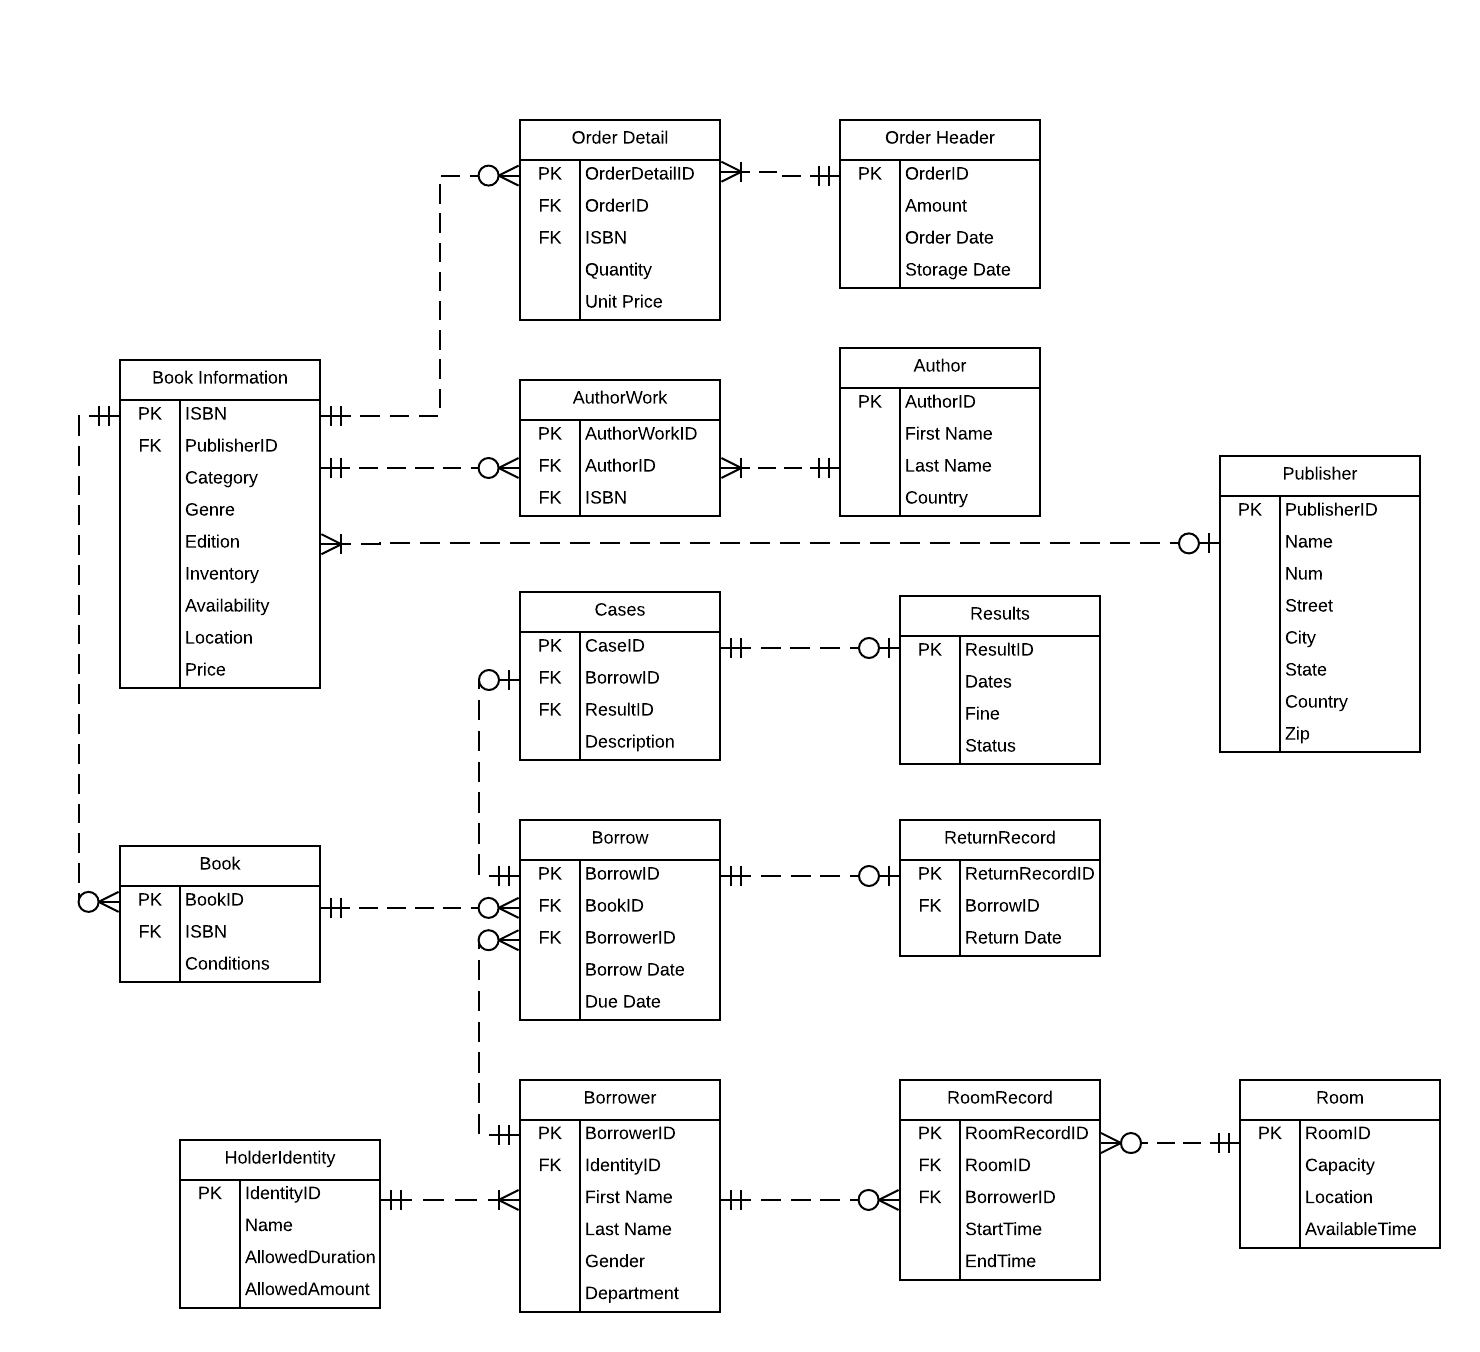 Order Detail
PK OrderDetailID
FK OrderID
FK ISBN
Quantity
Unit Price
Order Header
PK OrderID
Amount
Order Date
Storage Date
Book Information
PK ISBN
FK PublisherID
Category
Genre
Edition
Inventory
Availability
Location
Price
AuthorWork
PK AuthorWorkID
FK AuthorID
FK ISBN
Author
PK AuthorID
First Name
Last Name
Country
Publisher
PK PublisherID
Name
Num
Street
City
State
Country
Zip
Cases
PK CaseID
FK BorrowID
FK ResultID
Description
Results
PK ResultID
Dates
Fine
Status
Book
PK BookID
FK ISBN
Conditions
Borrow
PK BorrowID
FK BookID
FK BorrowerID
Borrow Date
Due Date
ReturnRecord
PK ReturnRecordID
FK BorrowID
Return Date
HolderIdentity
PK IdentityID
Name
AllowedDuration
AllowedAmount
Borrower
PK BorrowerID
FK IdentityID
First Name
Last Name
Gender
Department
RoomRecord
PK RoomRecordID
FK RoomID
FK BorrowerID
StartTime
EndTime
Room
PK RoomID
Capacity
Location
AvailableTime